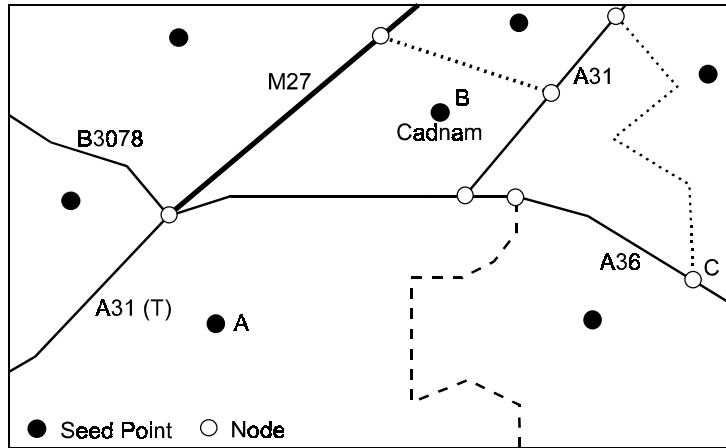 M27
A31
B
Cadnam
B3078
A36
C
A31 (T)
A
Seed Point
Node